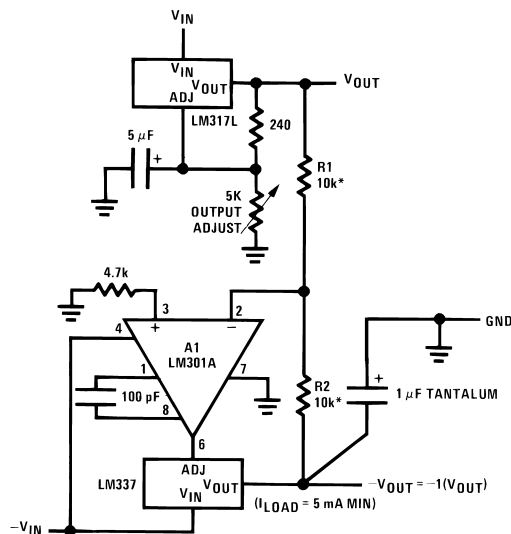 VIN
VIN
VOUT
ADJ
VOUT
LM317L
240
5 μF
+
R1
10k*
5K
OUTPUT
ADJUST
4.7k
3
2
+
−
4
A1
LM301A
GND
1
7
100 pF
8
R2
10k*
+
1 μF TANTALUM
6
ADJ
LM337
VOUT
VIN
−VOUT = −1(VOUT)
(ILOAD = 5 mA MIN)
−VIN